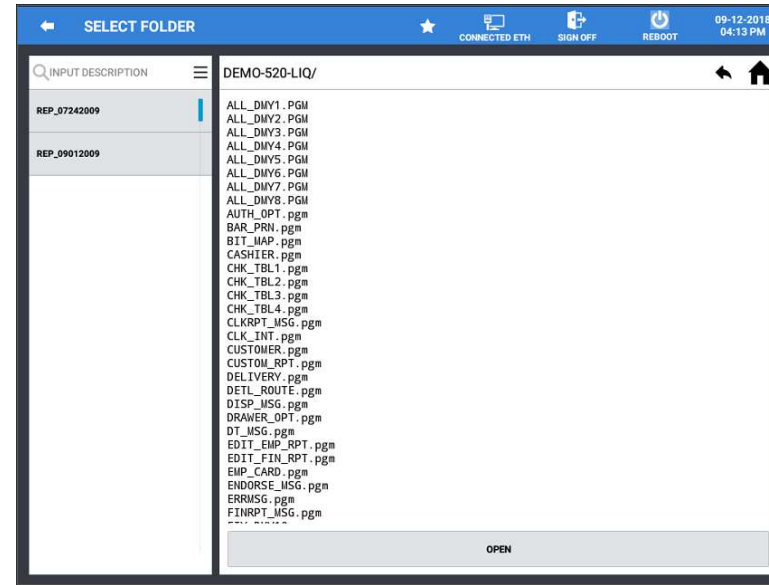 SELECT FOLDER
CONNECTED ETH
SIGN OFF
REBOOT
09-12-2018
04:13 PM
INPUT DESCRIPTION
REP_07242009
REP_09012009
DEMO-520-LIQ/
ALL_DMY1.PGM
ALL_DMY2.PGM
ALL_DMY3.PGM
ALL_DMY4.PGM
ALL_DMY5.PGM
ALL_DMY6.PGM
ALL_DMY7.PGM
ALL_DMY8.PGM
AUTH_OPT.pgm
BAR_PRN.pgm
BIT_MAP.pgm
CASHIER.pgm
CHK_TBL1.pgm
CHK_TBL2.pgm
CHK_TBL3.pgm
CHK_TBL4.pgm
CLKRPT_MSG.pgm
CLK_INT.pgm
CUSTOMER.pgm
CUSTOM_RPT.pgm
DELIVERY.pgm
DETL_ROUTE.pgm
DISP_MSG.pgm
DRAWER_OPT.pgm
DT_MSG.pgm
EDIT_EMP_RPT.pgm
EDIT_FIN_RPT.pgm
EMP_CARD.pgm
ENDORSE_MSG.pgm
ERRMSG.pgm
FINRPT_MSG.pgm
OPEN